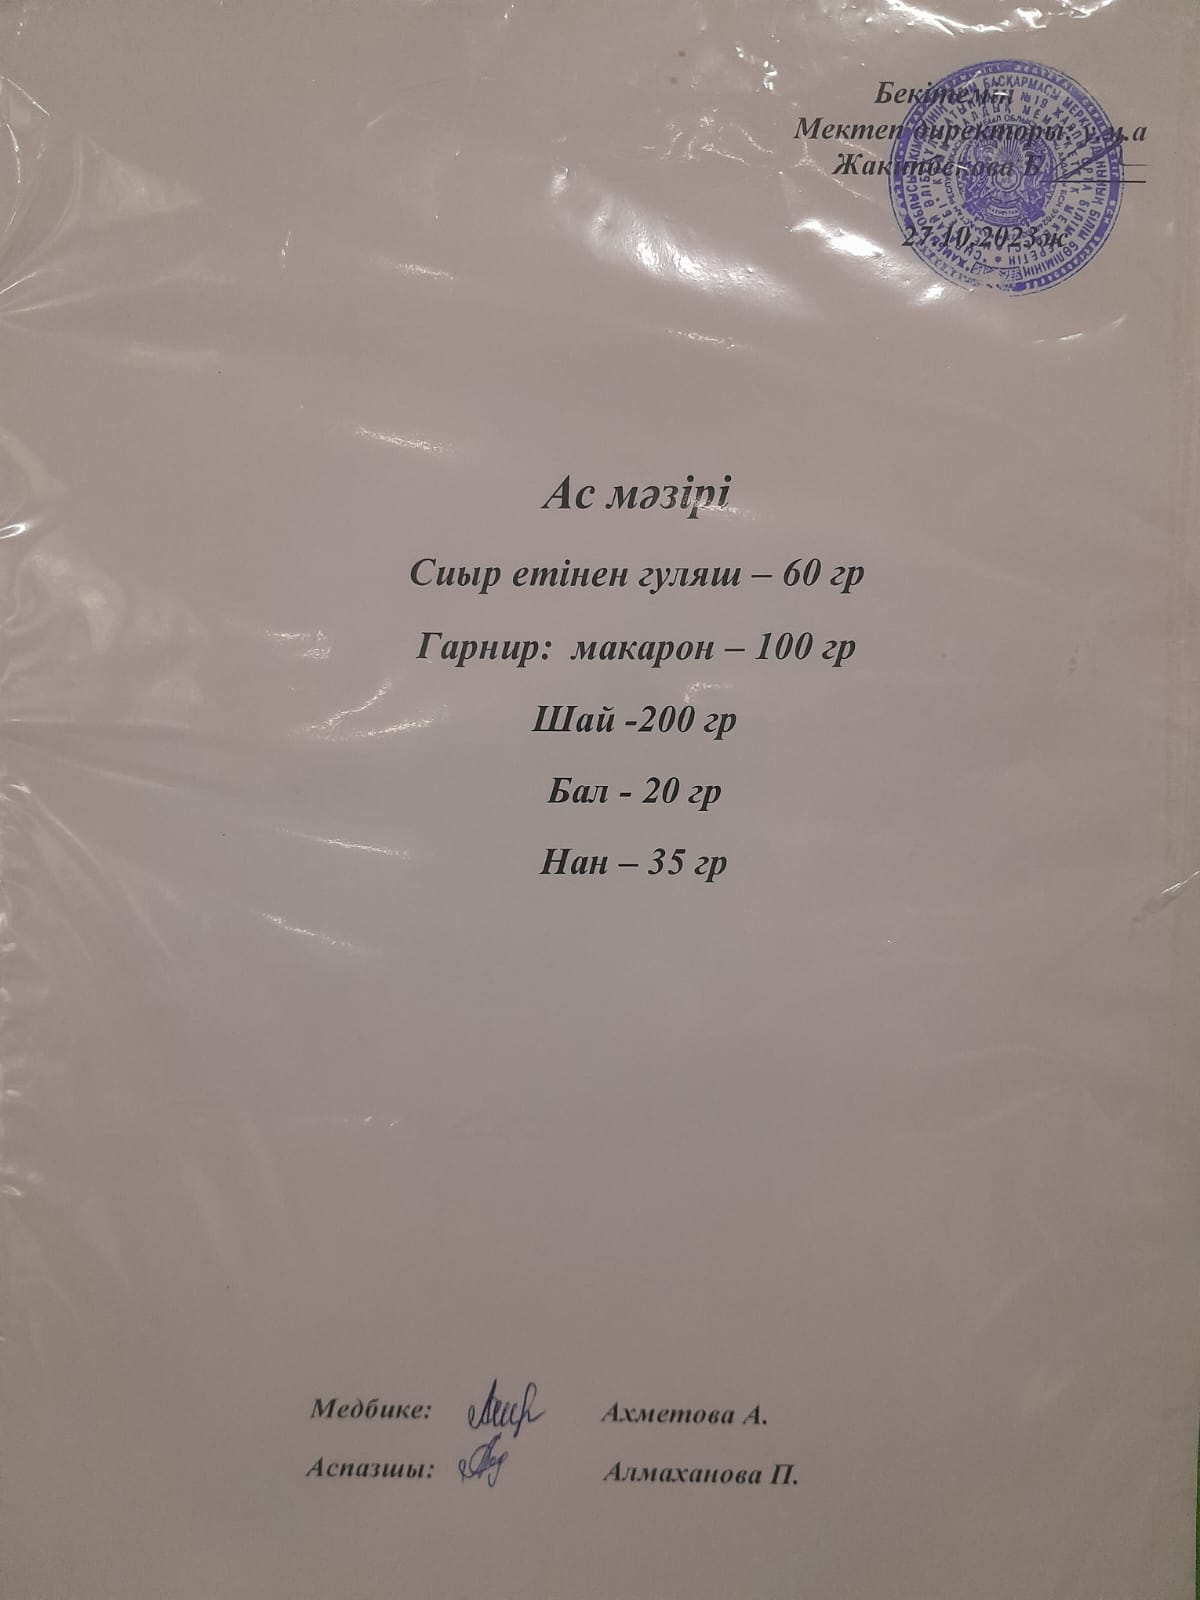 Бекітемін
Мектеп директоры у.м.а
Жакипбекова Б
27.10.2023ж
Ас мәзірі
Сиыр етінен гуляш – 60 гр
Гарнир: макарон – 100 гр
Шай -200 гр
Бал - 20 гр
Нан – 35 гр
Медбике: Ахметова А.
Аспазшы: Алмаханова П.